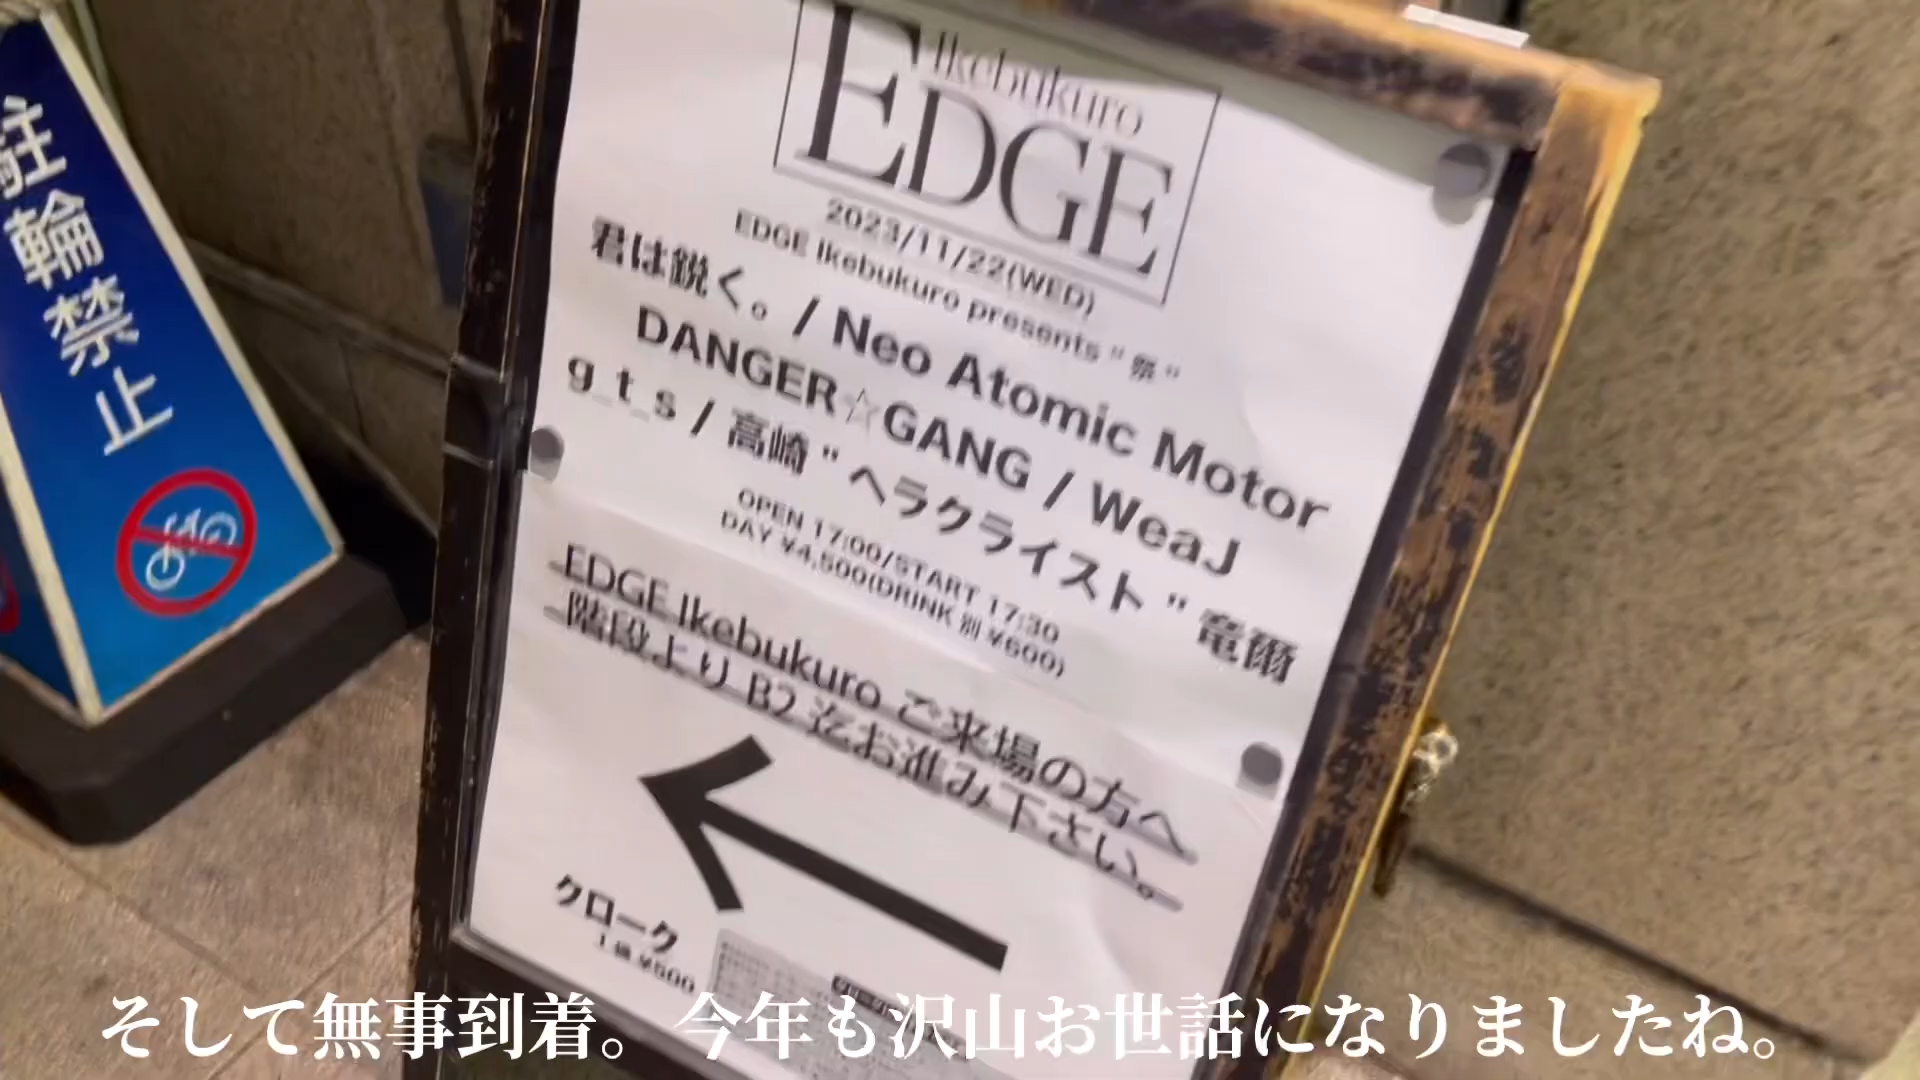 駐輪禁止
Ikebukuro
EDGE
2023/11/22(WED)
EDGE Ikebukuro presents " 祭 "
君は鋭く。 / Neo Atomic Motor
DANGER☆GANG / WeaJ
g_t_s / 高崎 " ヘラクライスト " 竜爾
OPEN 17:00/START 17:30
DAY ¥4,500(DRINK 別 ¥600)
EDGE Ikebukuro ご来場の方へ
階段より B2 迄お進み下さい。
クローク
1 袋 ¥500
そして無事到着。 今年も沢山お世話になりましたね。